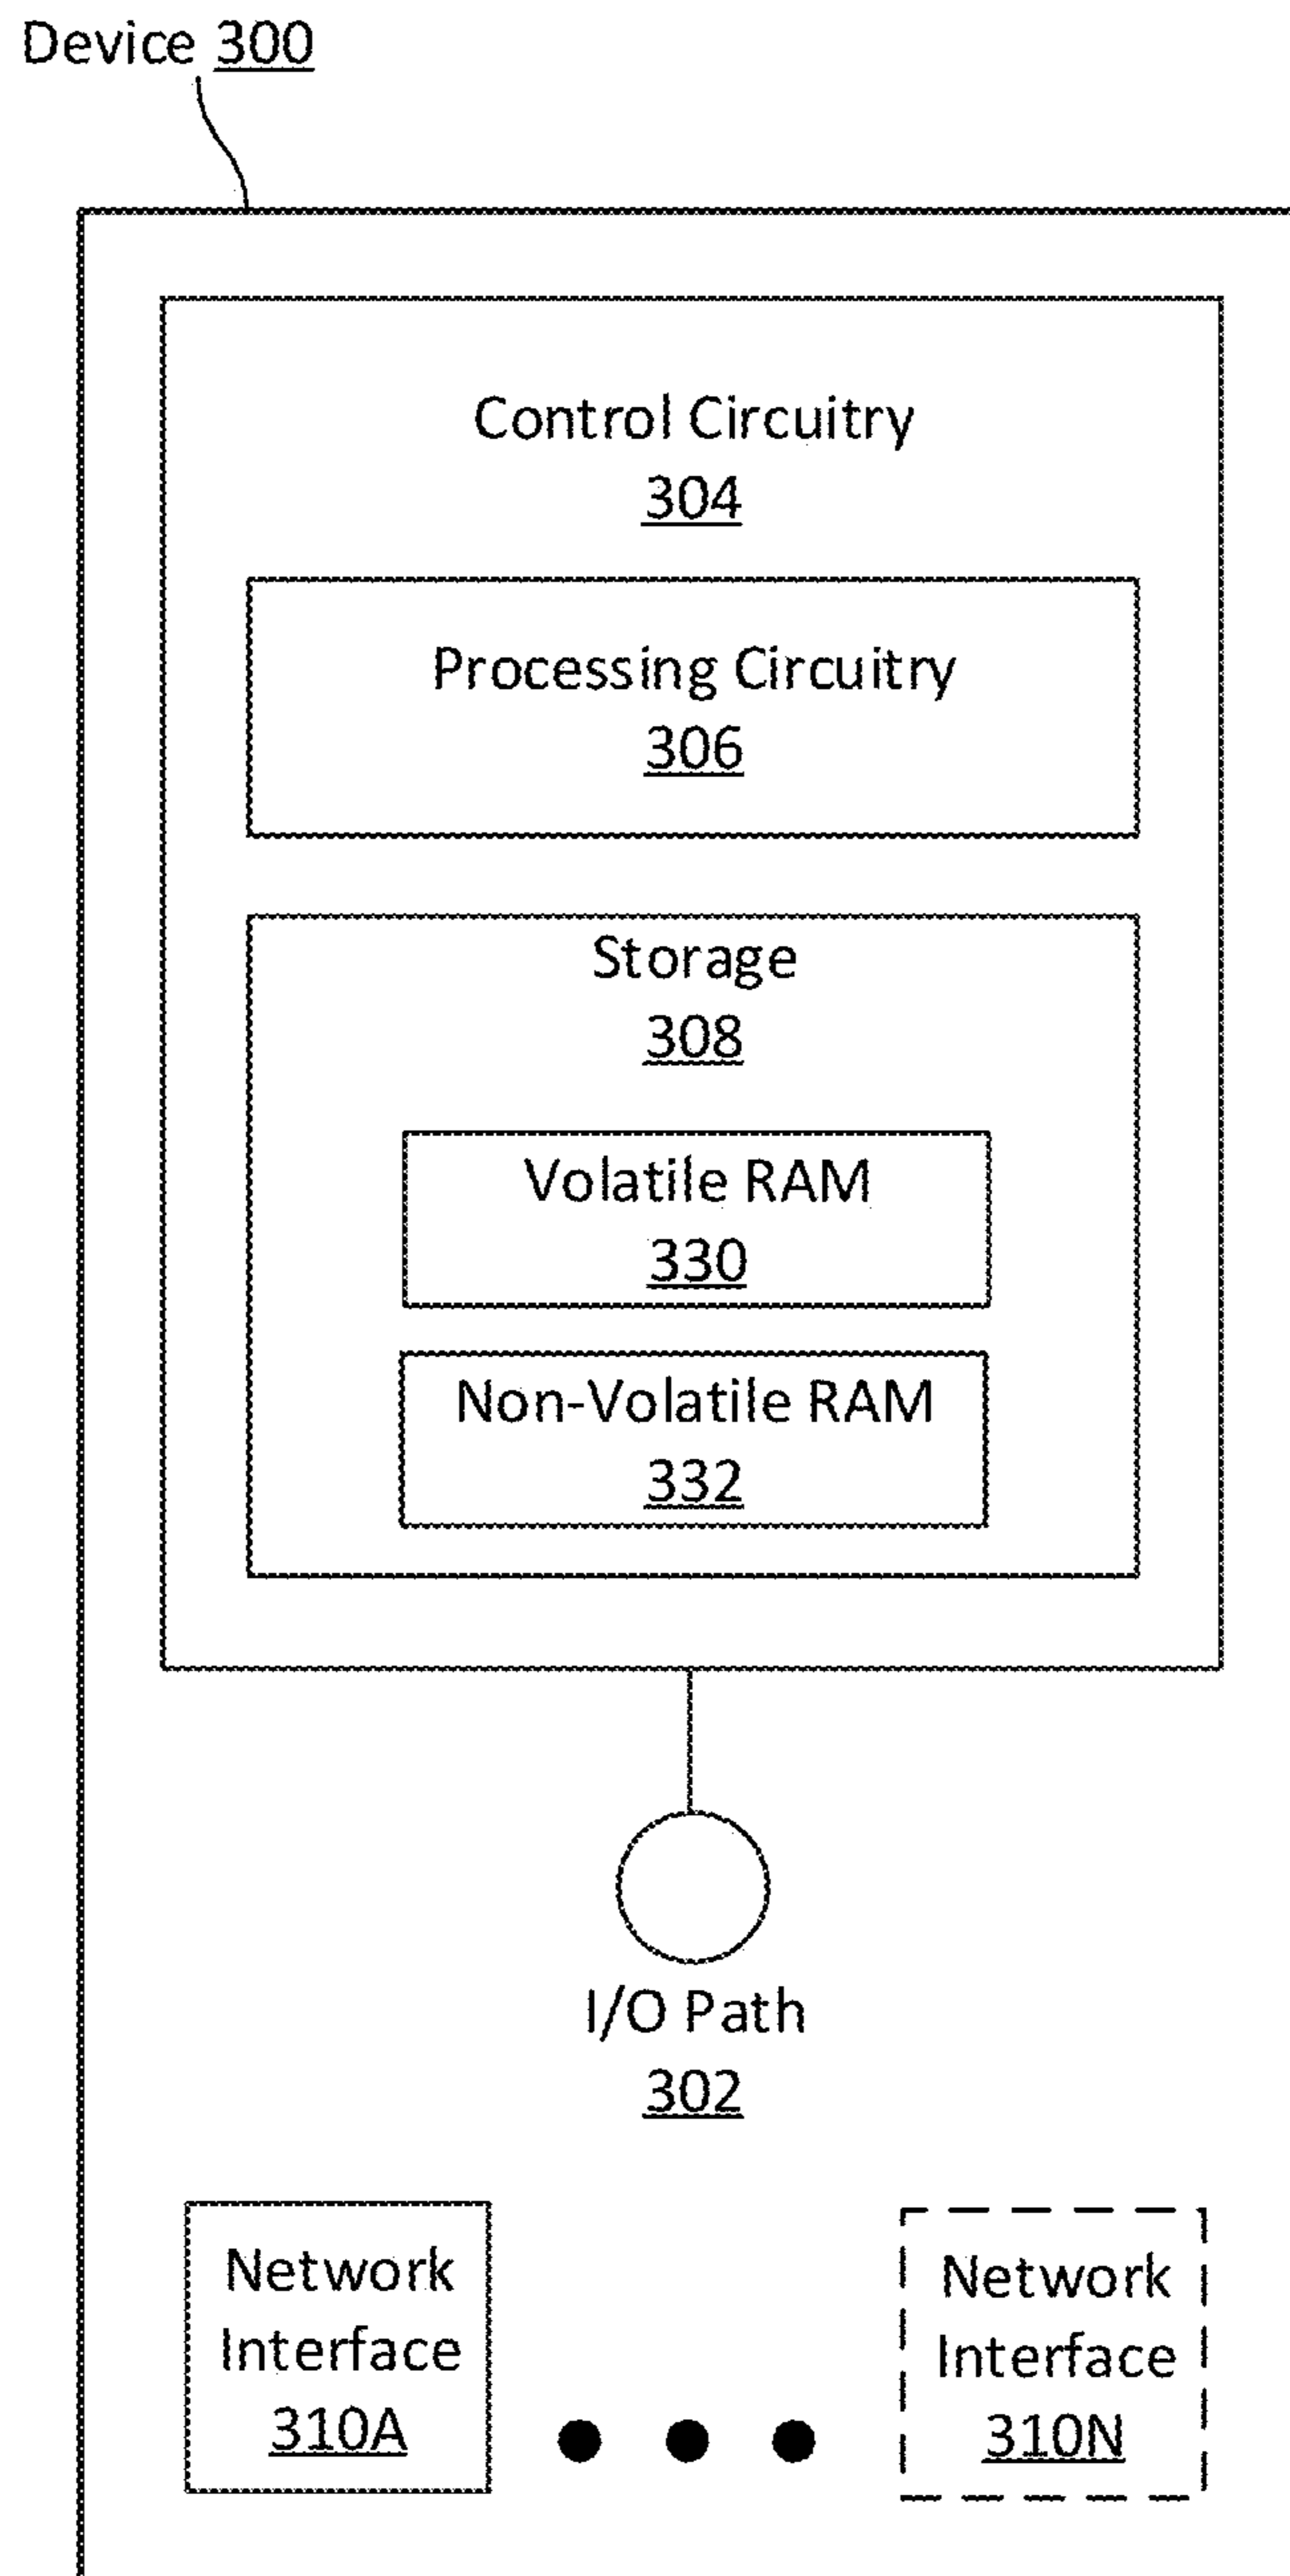 Device 300
Control Circuitry
304
Processing Circuitry
306
Storage
308
Volatile RAM
330
Non-Volatile RAM
332
I/O Path
302
Network
Interface
310A
Network
Interface
310N